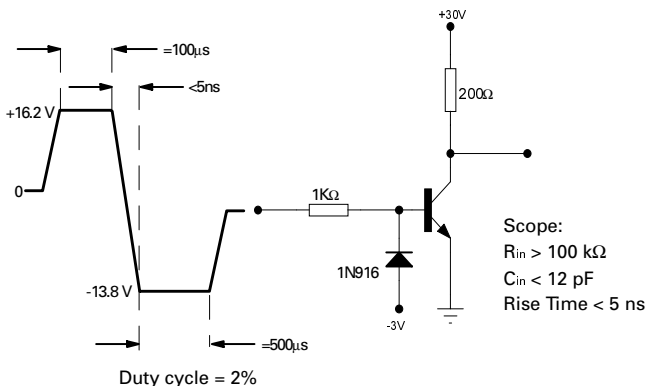 +30V
=100µs
<5ns
200Ω
+16.2 V
0
1KΩ
Scope:
Rin > 100 kΩ
1N916
Cin < 12 pF
-13.8 V
Rise Time < 5 ns
-3V
=500µs
Duty cycle = 2%